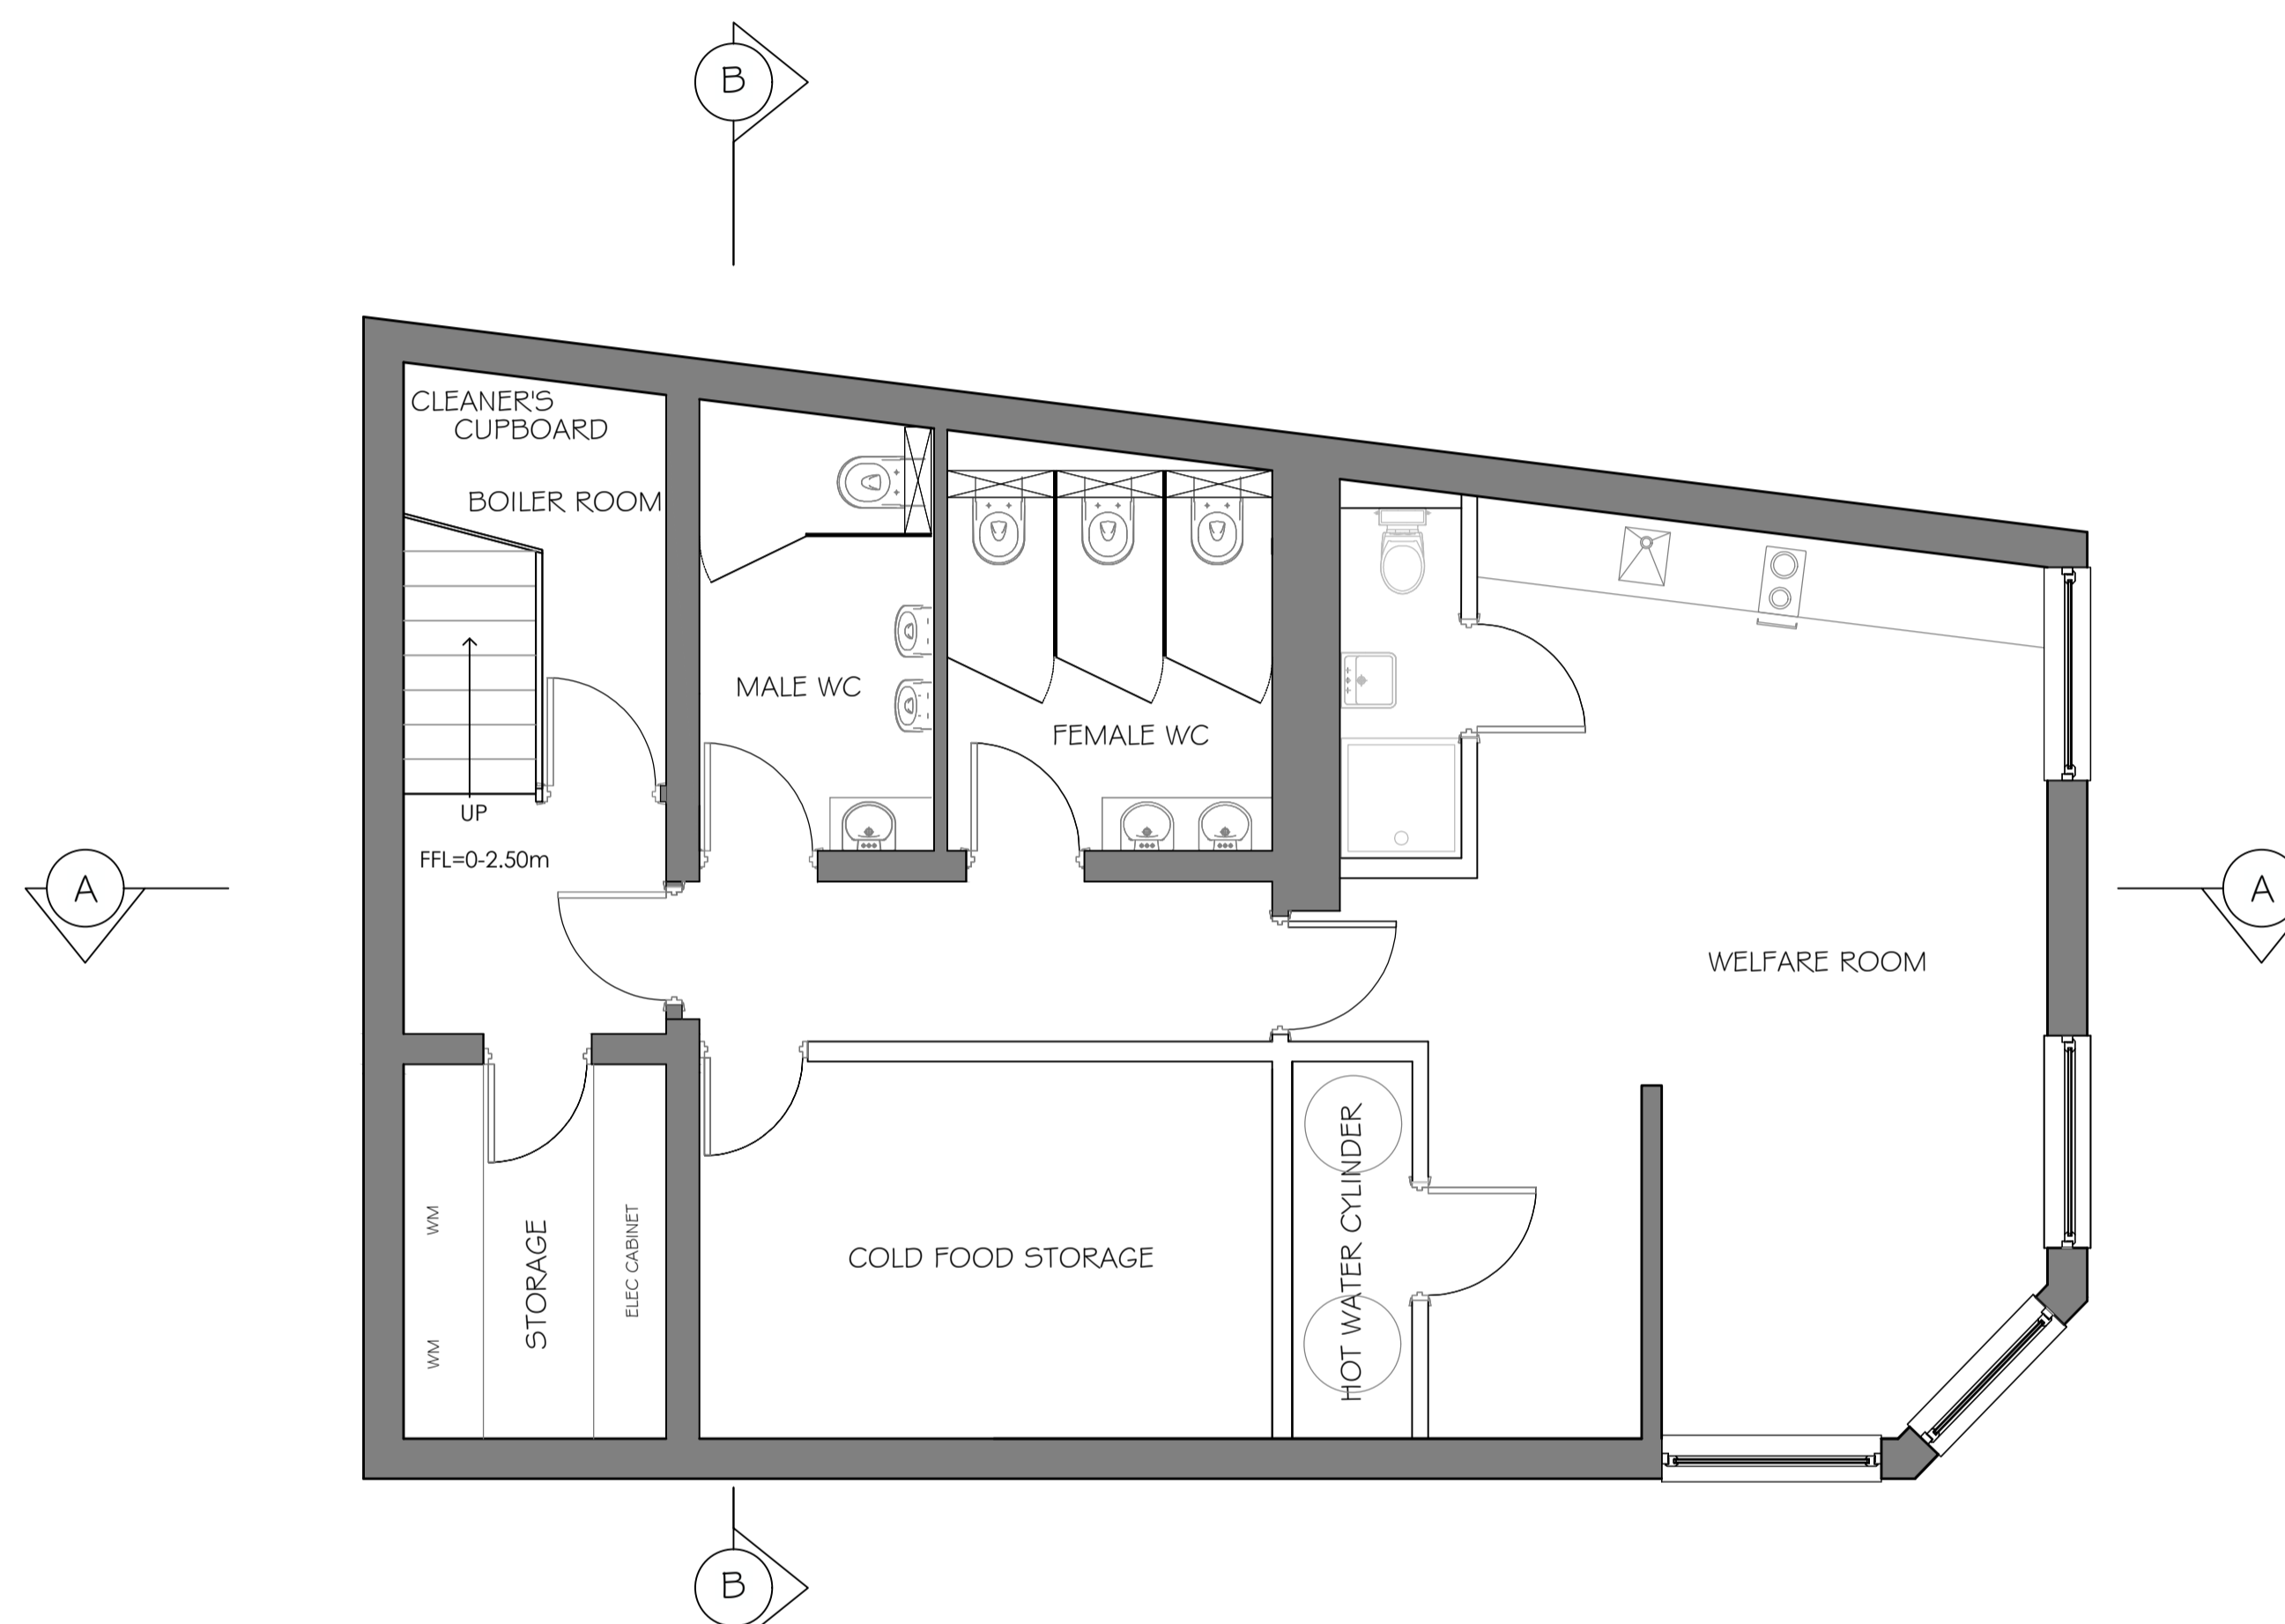 B
CLEANER'S
CUPBOARD
BOILER ROOM
MALE WC
FEMALE WC
UP
FFL=0-2.50m
A
A
WELFARE ROOM
WM
WM
STORAGE
ELEC CABINET
COLD FOOD STORAGE
HOT WATER CYLINDER
B